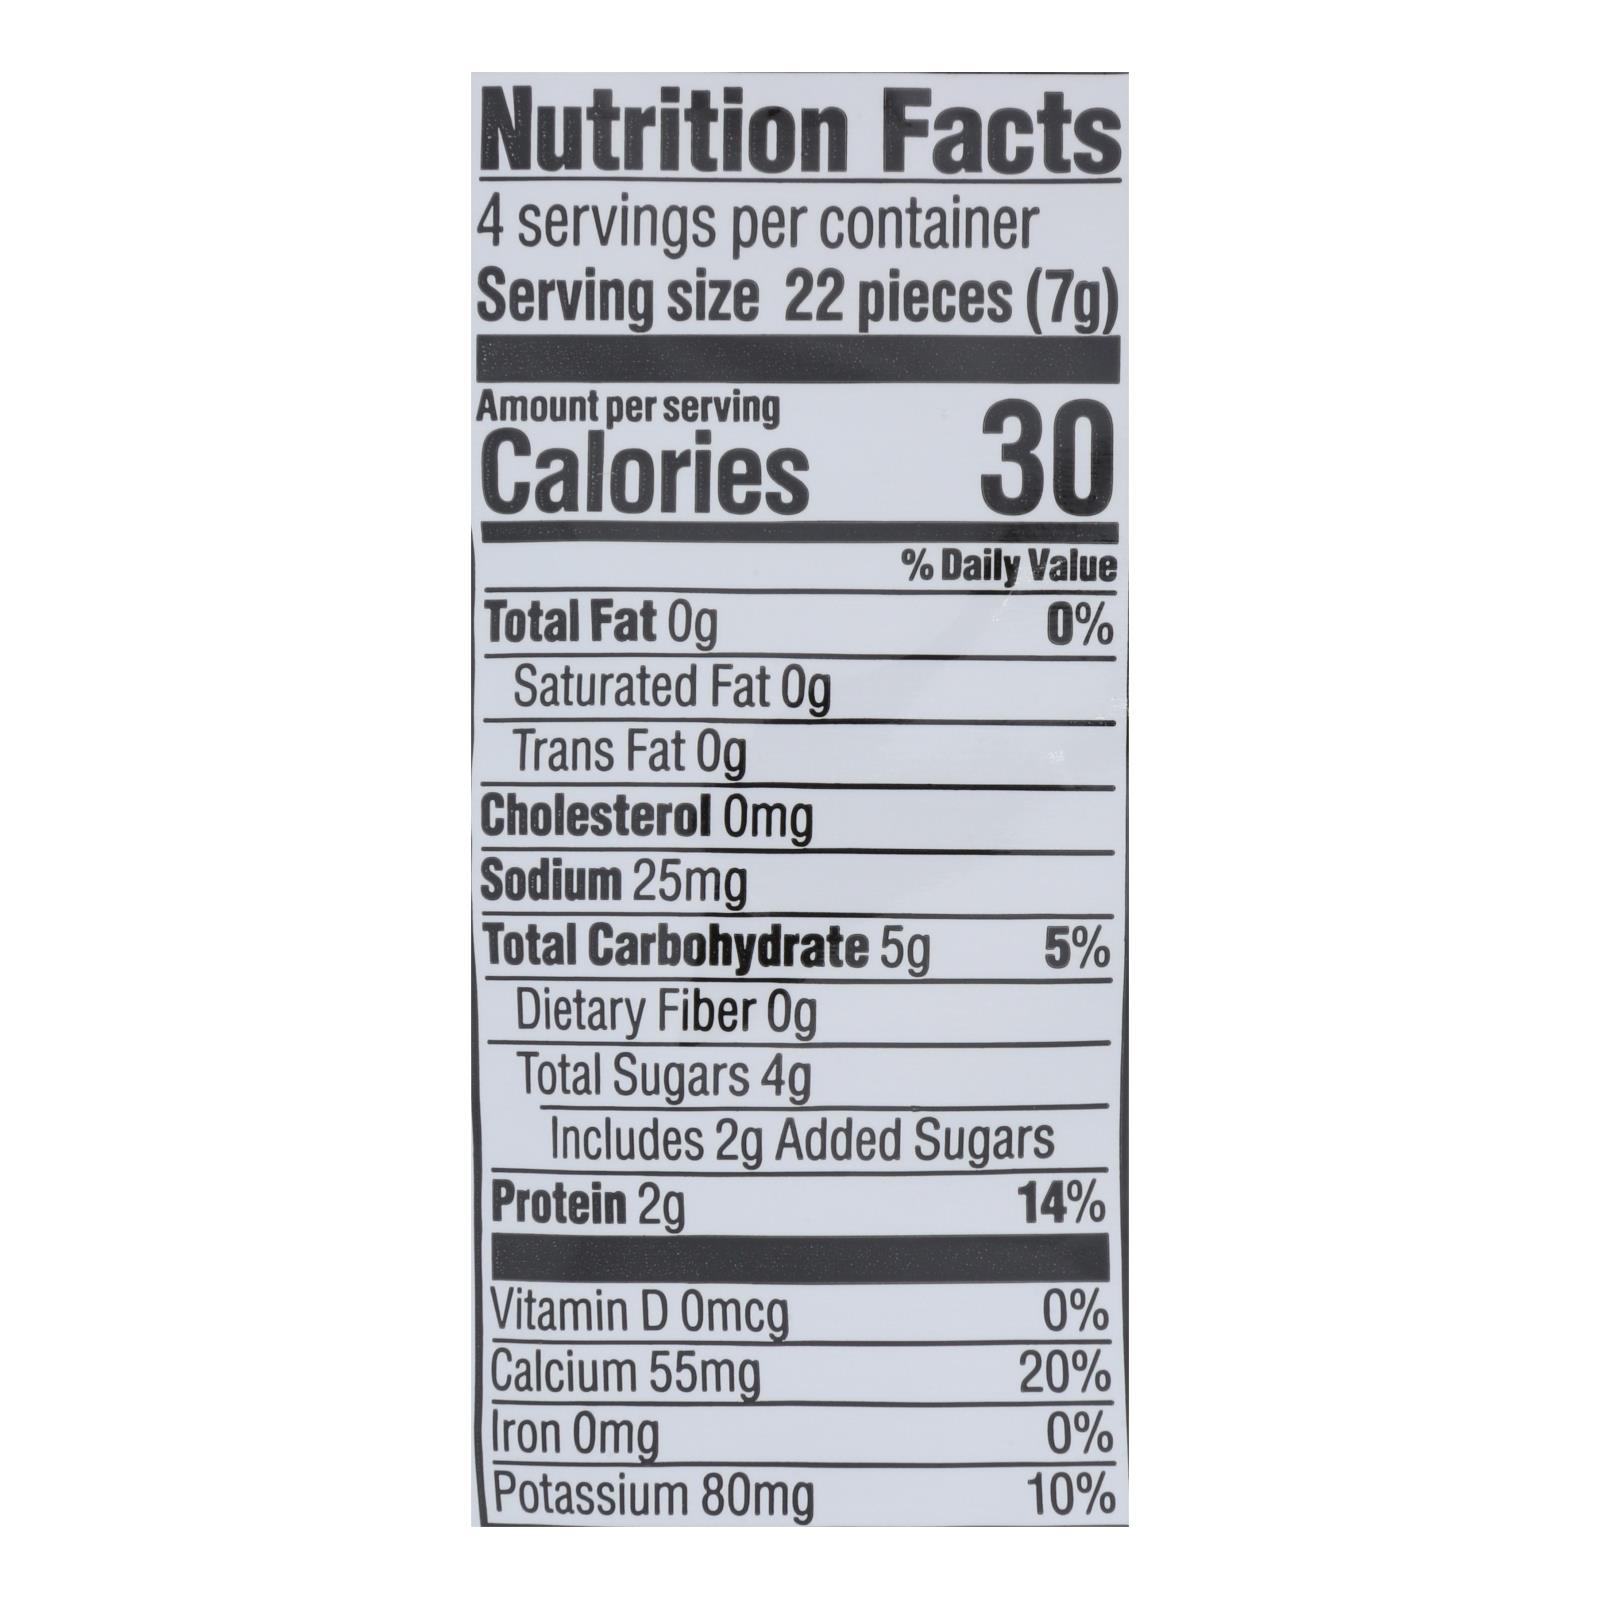 Nutrition Facts
4 servings per container
Serving size 22 pieces (7g)
Amount per serving
Calories 30
% Daily Value
Total Fat 0g 0%
Saturated Fat 0g
Trans Fat 0g
Cholesterol 0mg
Sodium 25mg
Total Carbohydrate 5g 5%
Dietary Fiber 0g
Total Sugars 4g
Includes 2g Added Sugars
Protein 2g 14%
Vitamin D 0mcg 0%
Calcium 55mg 20%
Iron 0mg 0%
Potassium 80mg 10%